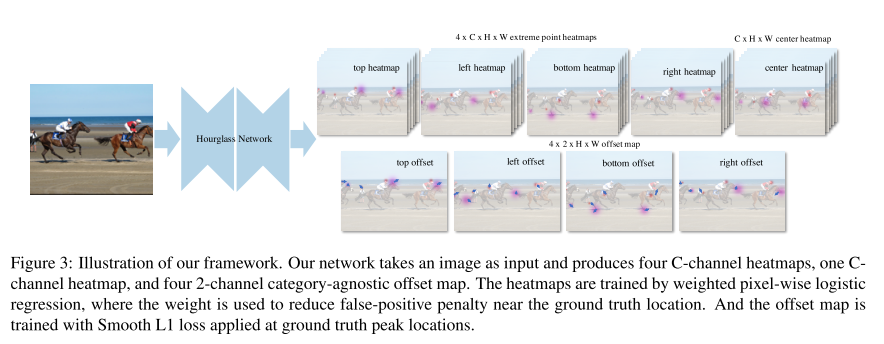 4 x C x H x W extreme point heatmaps
C x H x W center heatmap
top heatmap
left heatmap
bottom heatmap
right heatmap
center heatmap
Hourglass Network
4 x 2 x H x W offset map
top offset
left offset
bottom offset
right offset
Figure 3: Illustration of our framework. Our network takes an image as input and produces four C-channel heatmaps, one C-
channel heatmap, and four 2-channel category-agnostic offset map. The heatmaps are trained by weighted pixel-wise logistic
regression, where the weight is used to reduce false-positive penalty near the ground truth location. And the offset map is
trained with Smooth L1 loss applied at ground truth peak locations.